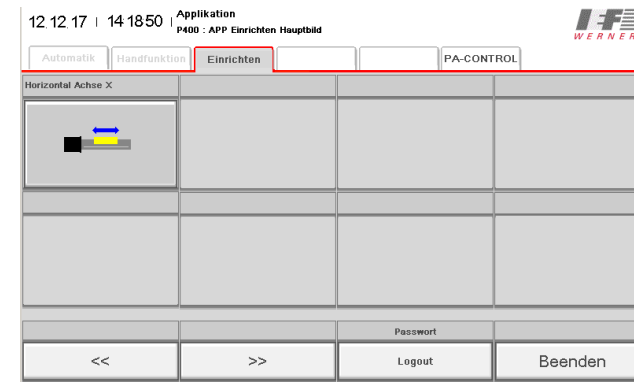 12.12.17 | 14:18:50 | Applikation
P400 : APP Einrichten Hauptbild
IEF
WERNER
Automatik
Handfunktion
Einrichten
PA-CONTROL
Horizontal Achse X
Passwort
<<
>>
Logout
Beenden